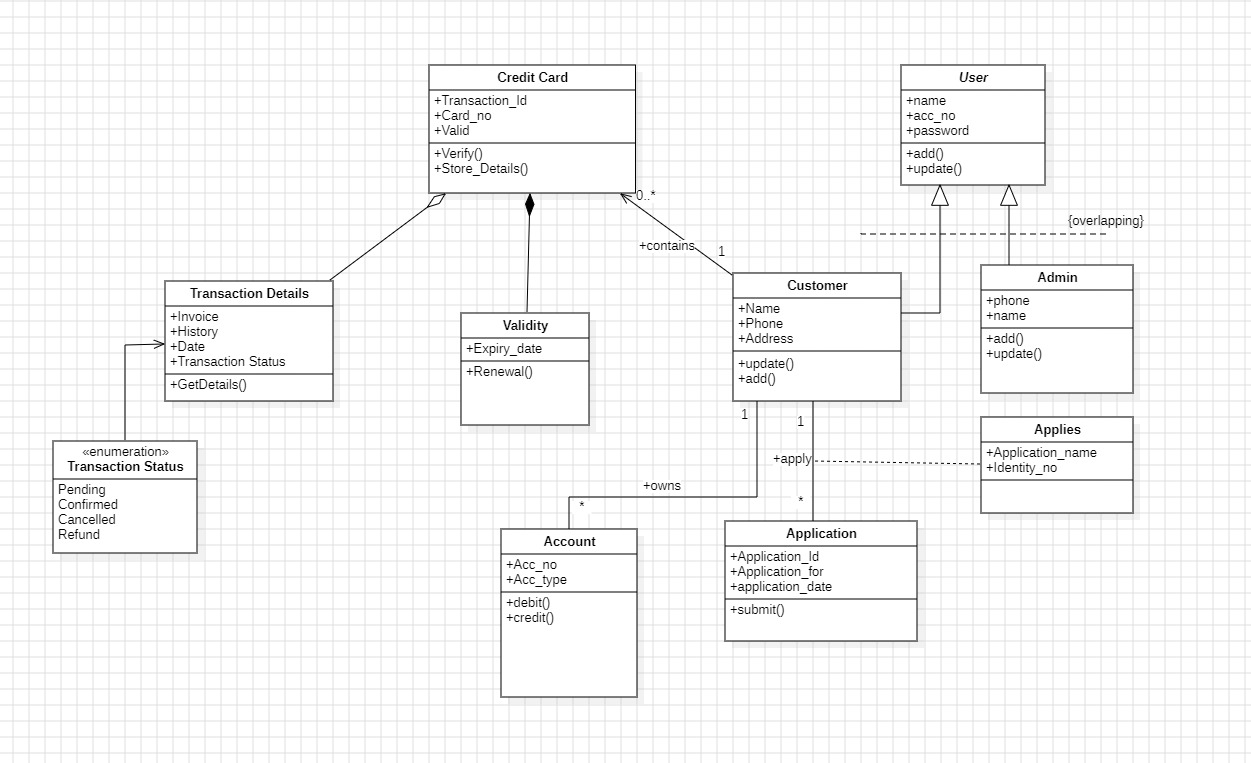 Credit Card
+Transaction_Id
+Card_no
+Valid
+Verify()
+Store_Details()
User
+name
+acc_no
+password
+add()
+update()
0..*
+contains
1
{overlapping}
Transaction Details
+Invoice
+History
+Date
+Transaction Status
+GetDetails()
Validity
+Expiry_date
+Renewal()
Customer
+Name
+Phone
+Address
+update()
+add()
Admin
+phone
+name
+add()
+update()
«enumeration»
Transaction Status
Pending
Confirmed
Cancelled
Refund
1
1
+apply
+owns
*
*
Applies
+Application_name
+Identity_no
Account
+Acc_no
+Acc_type
+debit()
+credit()
Application
+Application_Id
+Application_for
+application_date
+submit()